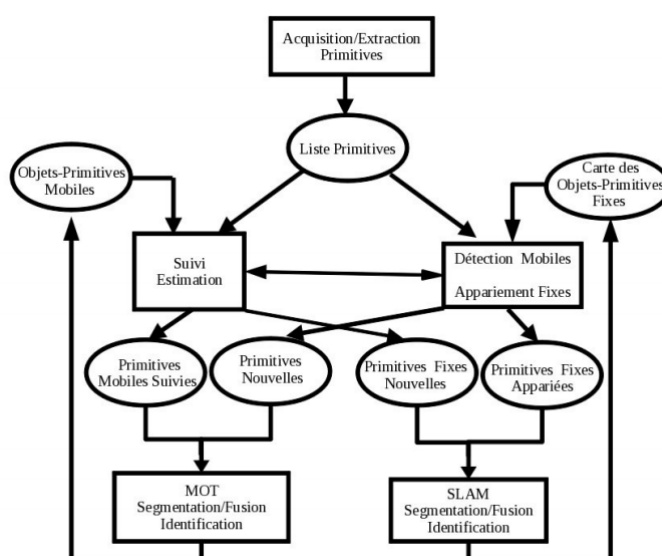 Acquisition/Extraction
Primitives
Liste Primitives
Objets-Primitives
Mobiles
Carte des
Objets-Primitives
Fixes
Suivi
Estimation
Détection Mobiles
Appariement Fixes
Primitives
Mobiles Suivies
Primitives
Nouvelles
Primitives Fixes
Nouvelles
Primitives Fixes
Appariées
MOT
Segmentation/Fusion
Identification
SLAM
Segmentation/Fusion
Identification